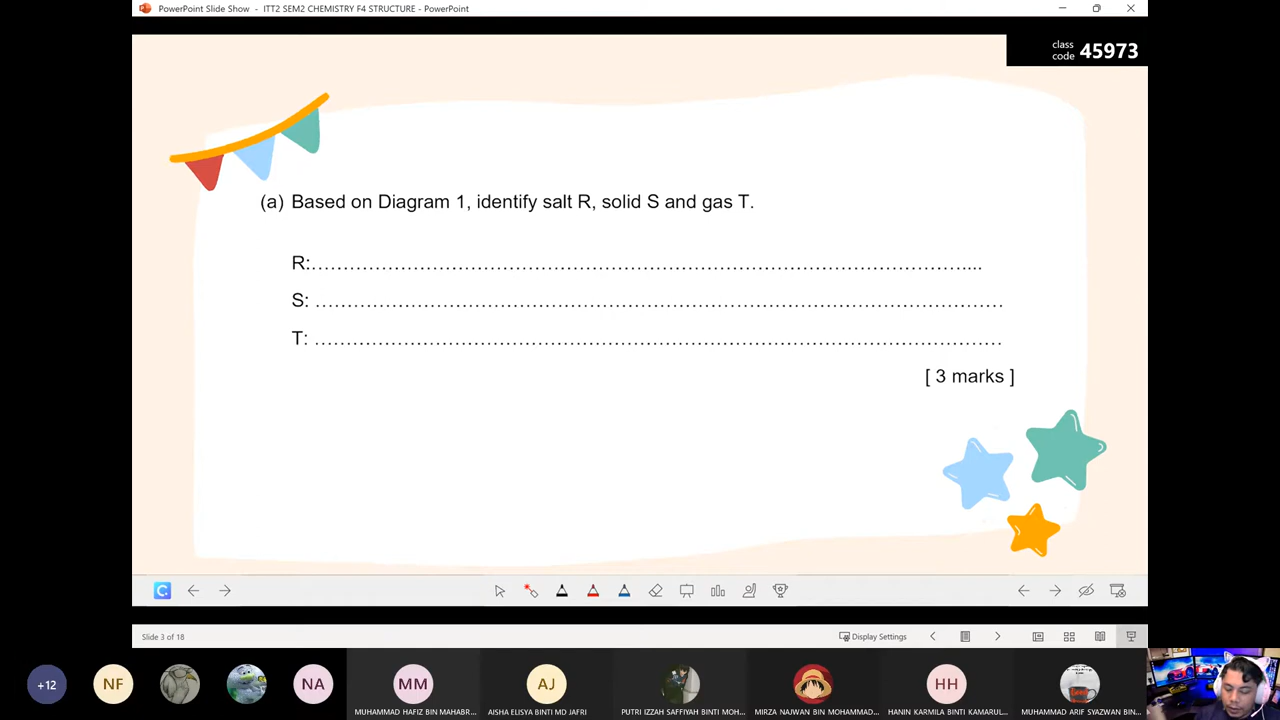 PowerPoint Slide Show - ITT2 SEM2 CHEMISTRY F4 STRUCTURE - PowerPoint
class code 45973
(a) Based on Diagram 1, identify salt R, solid S and gas T.
R:………………………………………………………………………………………………....
S: ………………………………………………………………………………………………
T: ………………………………………………………………………………………………
[ 3 marks ]
C
Slide 3 of 18
Display Settings
+12
NF
NA
MM
AJ
HH
MUHAMMAD HAFIZ BIN MAHABR...
AISHA ELISYA BINTI MD JAFRI
PUTRI IZZAH SAFFIYAH BINTI MOH...
MIRZA NAJWAN BIN MOHAMMAD...
HANIN KARMILA BINTI KAMARUL...
MUHAMMAD ARIF SYAZWAN BIN...